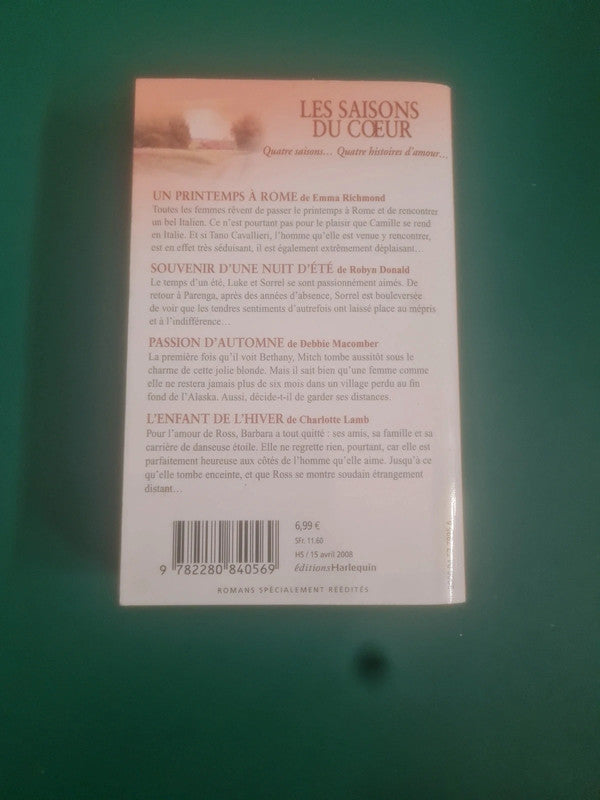 LES SAISONS
DU CŒUR
Quatre saisons... Quatre histoires d'amour...
UN PRINTEMPS À ROME de Emma Richmond
Toutes les femmes rêvent de passer le printemps à Rome et de rencontrer
un bel Italien. Ce n'est pourtant pas pour le plaisir que Camille se rend
en Italie. Et si Tano Cavallieri, l'homme qu'elle est venue y rencontrer,
est en effet très séduisant, il est également extrêmement déplaisant..
SOUVENIR D'UNE NUIT D'ÉTÉ de Robyn Donald
Le temps d'un été, Luke et Sorrel se sont passionnément aimés. De
retour à Parenga, après des années d'absence, Sorrel est bouleversée
de voir que les tendres sentiments d'autrefois ont laissé place au mépris
et à l'indifférence...
PASSION D'AUTOMNE de Debbie Macomber
La première fois qu'il voit Bethany, Mitch tombe aussitôt sous le
charme de cette jolie blonde. Mais il sait bien qu'une femme comme
elle ne restera jamais plus de six mois dans un village perdu au fin
fond de l'Alaska. Aussi, décide-t-il de garder ses distances.
L'ENFANT DE L'HIVER de Charlotte Lamb
Pour l'amour de Ross, Barbara a tout quitté : ses amis, sa famille et sa
carrière de danseuse étoile. Elle ne regrette rien, pourtant, car elle est
parfaitement heureuse aux côtés de l'homme qu'elle aime. Jusqu'à ce
qu'elle tombe enceinte, et que Ross se montre soudain étrangement
distant...
6,99 €
SFr. 11.60
HS / 15 avril 2008
éditionsHarlequin
9 782280 840569
ROMANS SPÉCIALEMENT RÉÉDITÉS